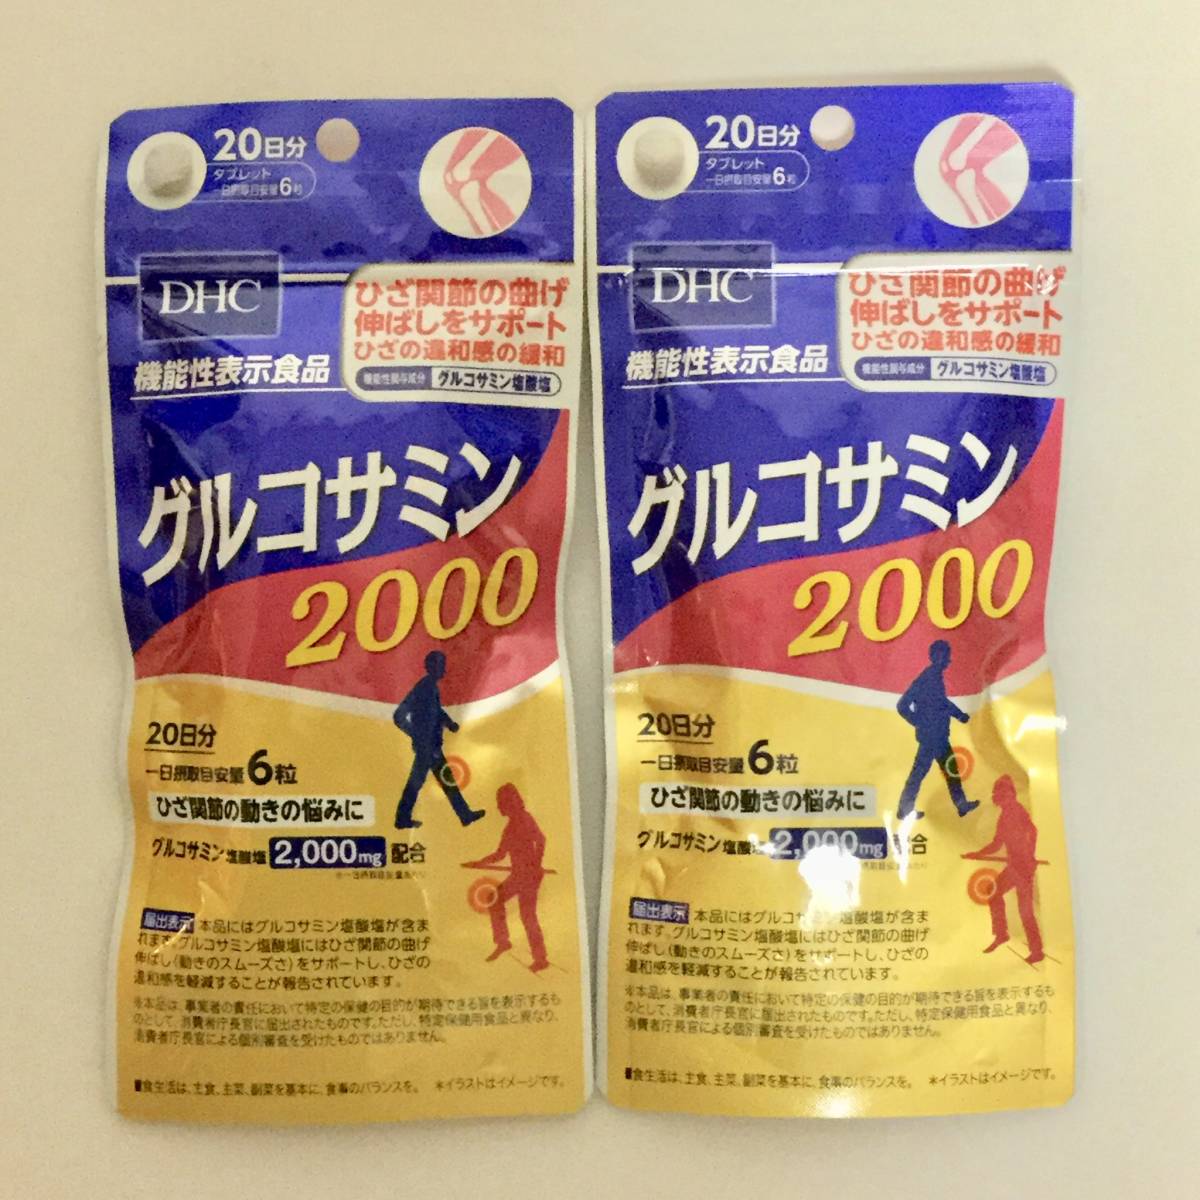 20日分
タブレット
一日摂取目安量6粒
DHC
ひざ関節の曲げ
伸ばしをサポート
ひざの違和感の緩和
機能性関与成分 グルコサミン塩酸塩
機能性表示食品
グルコサミン
2000
20日分
一日摂取目安量6粒
ひざ関節の動きの悩みに
グルコサミン塩酸塩2,000mg配合
※一日摂取目安量あたり
届出表示 本品にはグルコサミン塩酸塩が含ま
れます。グルコサミン塩酸塩にはひざ関節の曲げ
伸ばし(動きのスムーズさ)をサポートし、ひざの
違和感を軽減することが報告されています。
※本品は、事業者の責任において特定の保健の目的が期待できる旨を表示するも
のとして、消費者庁長官に届出されたものです。ただし、特定保健用食品と異なり、
消費者庁長官による個別審査を受けたものではありません。
■食生活は、主食、主菜、副菜を基本に、食事のバランスを。 *イラストはイメージです。
20日分
タブレット
一日摂取目安量6粒
DHC
ひざ関節の曲げ
伸ばしをサポート
ひざの違和感の緩和
機能性関与成分 グルコサミン塩酸塩
機能性表示食品
グルコサミン
2000
20日分
一日摂取目安量6粒
ひざ関節の動きの悩みに
グルコサミン塩酸塩2,000mg配合
届出表示 本品にはグルコサミン塩酸塩が含ま
れます。グルコサミン塩酸塩にはひざ関節の曲げ
伸ばし(動きのスムーズさ)をサポートし、ひざの
違和感を軽減することが報告されています。
※本品は、事業者の責任において特定の保健の目的が期待できる旨を表示するも
のとして、消費者庁長官に届出されたものです。ただし、特定保健用食品と異なり、
消費者庁長官による個別審査を受けたものではありません。
■食生活は、主食、主菜、副菜を基本に、食事のバランスを。 *イラストはイメージです。